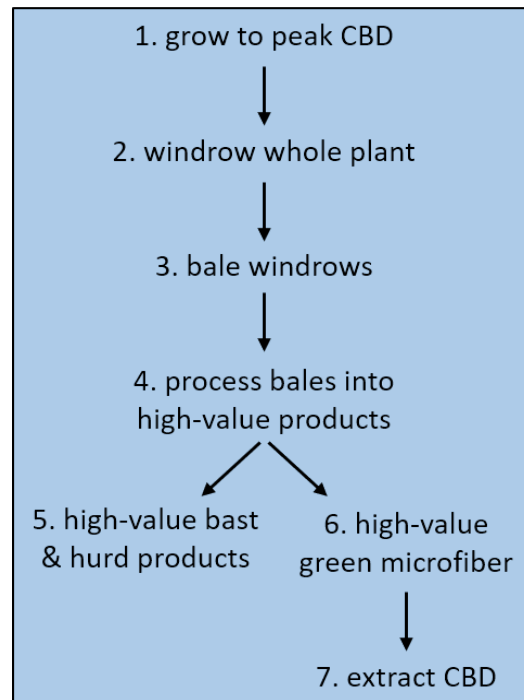 1. grow to peak CBD
2. windrow whole plant
3. bale windrows
4. process bales into
high-value products
5. high-value bast
& hurd products
6. high-value
green microfiber
7. extract CBD